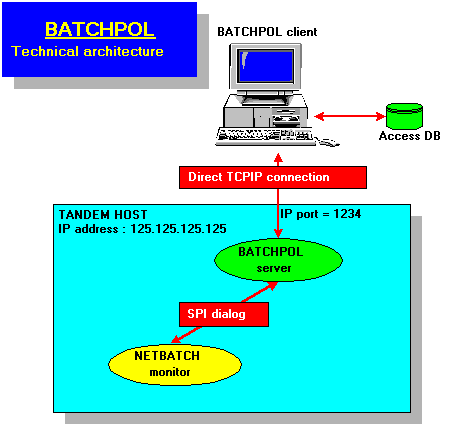 BATCHPOL
Technical architecture
BATCHPOL client
Access DB
Direct TCPIP connection
TANDEM HOST
IP address : 125.125.125.125
IP port = 1234
BATCHPOL
server
SPI dialog
NETBATCH
monitor